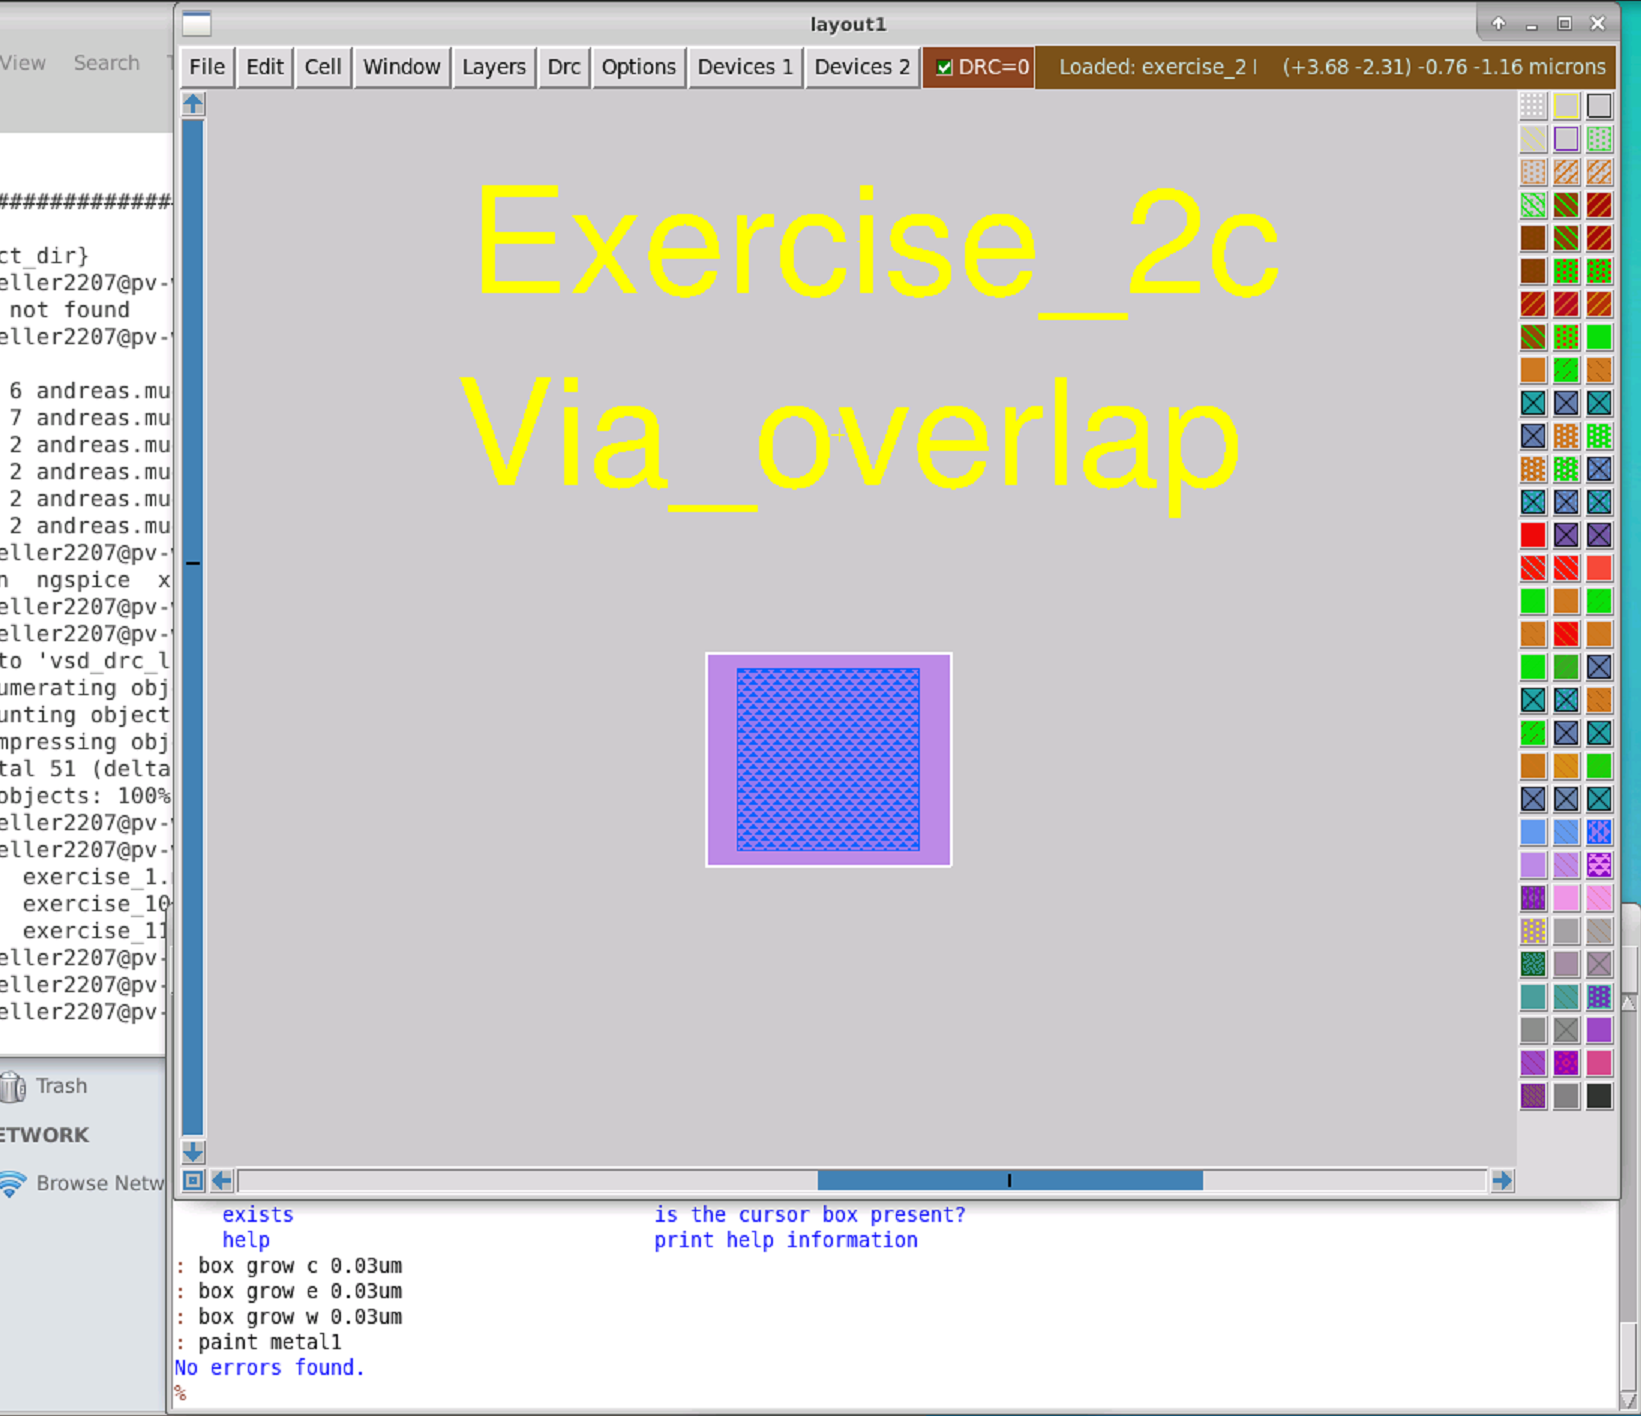 layout1
File Edit Cell Window Layers Drc Options Devices 1 Devices 2 DRC=0 Loaded: exercise_2 (+3.68 -2.31) -0.76 -1.16 microns
View Search
Exercise_2c
Via_overlap
##############
ct_dir}
eller2207@pv-
not found
eller2207@pv-
6 andreas.mu
7 andreas.mu
2 andreas.mu
2 andreas.mu
2 andreas.mu
2 andreas.mu
eller2207@pv-
n ngspice x
eller2207@pv-
eller2207@pv-
to 'vsd_drc_l
umerating obj
unting object
mpressing obj
tal 51 (delta
objects: 100%
eller2207@pv-
eller2207@pv-
exercise_1.
exercise_10
exercise_11
eller2207@pv-
eller2207@pv-
eller2207@pv-
Trash
ETWORK
Browse Netw
exists is the cursor box present?
help print help information
: box grow c 0.03um
: box grow e 0.03um
: box grow w 0.03um
: paint metal1
No errors found.
%